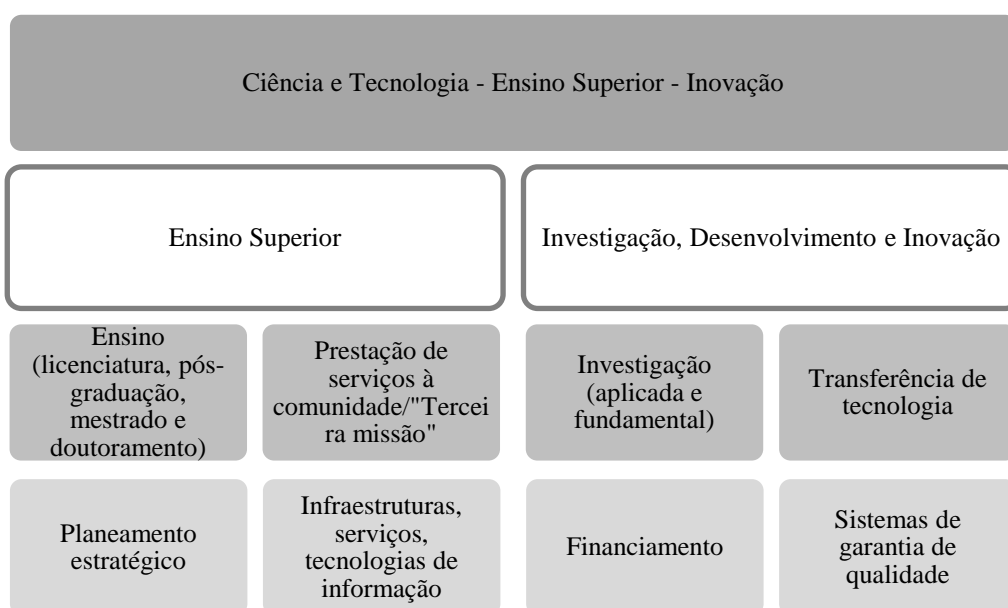 Ciência e Tecnologia - Ensino Superior - Inovação
Ensino Superior
Investigação, Desenvolvimento e Inovação
Ensino
(licenciatura, pós-
graduação,
mestrado e
doutoramento)
Prestação de
serviços à
comunidade/"Tercei
ra missão"
Investigação
(aplicada e
fundamental)
Transferência de
tecnologia
Planeamento
estratégico
Infraestruturas,
serviços,
tecnologias de
informação
Financiamento
Sistemas de
garantia de
qualidade